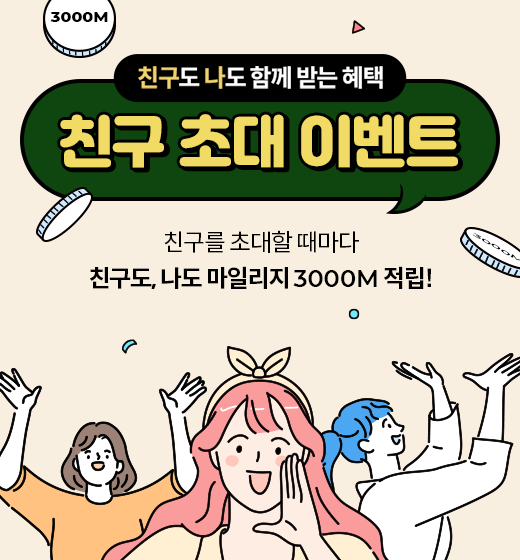 3000M
친구도 나도 함께 받는 혜택
친구 초대 이벤트
친구를 초대할 때마다
친구도, 나도 마일리지 3000M 적립!
3000M